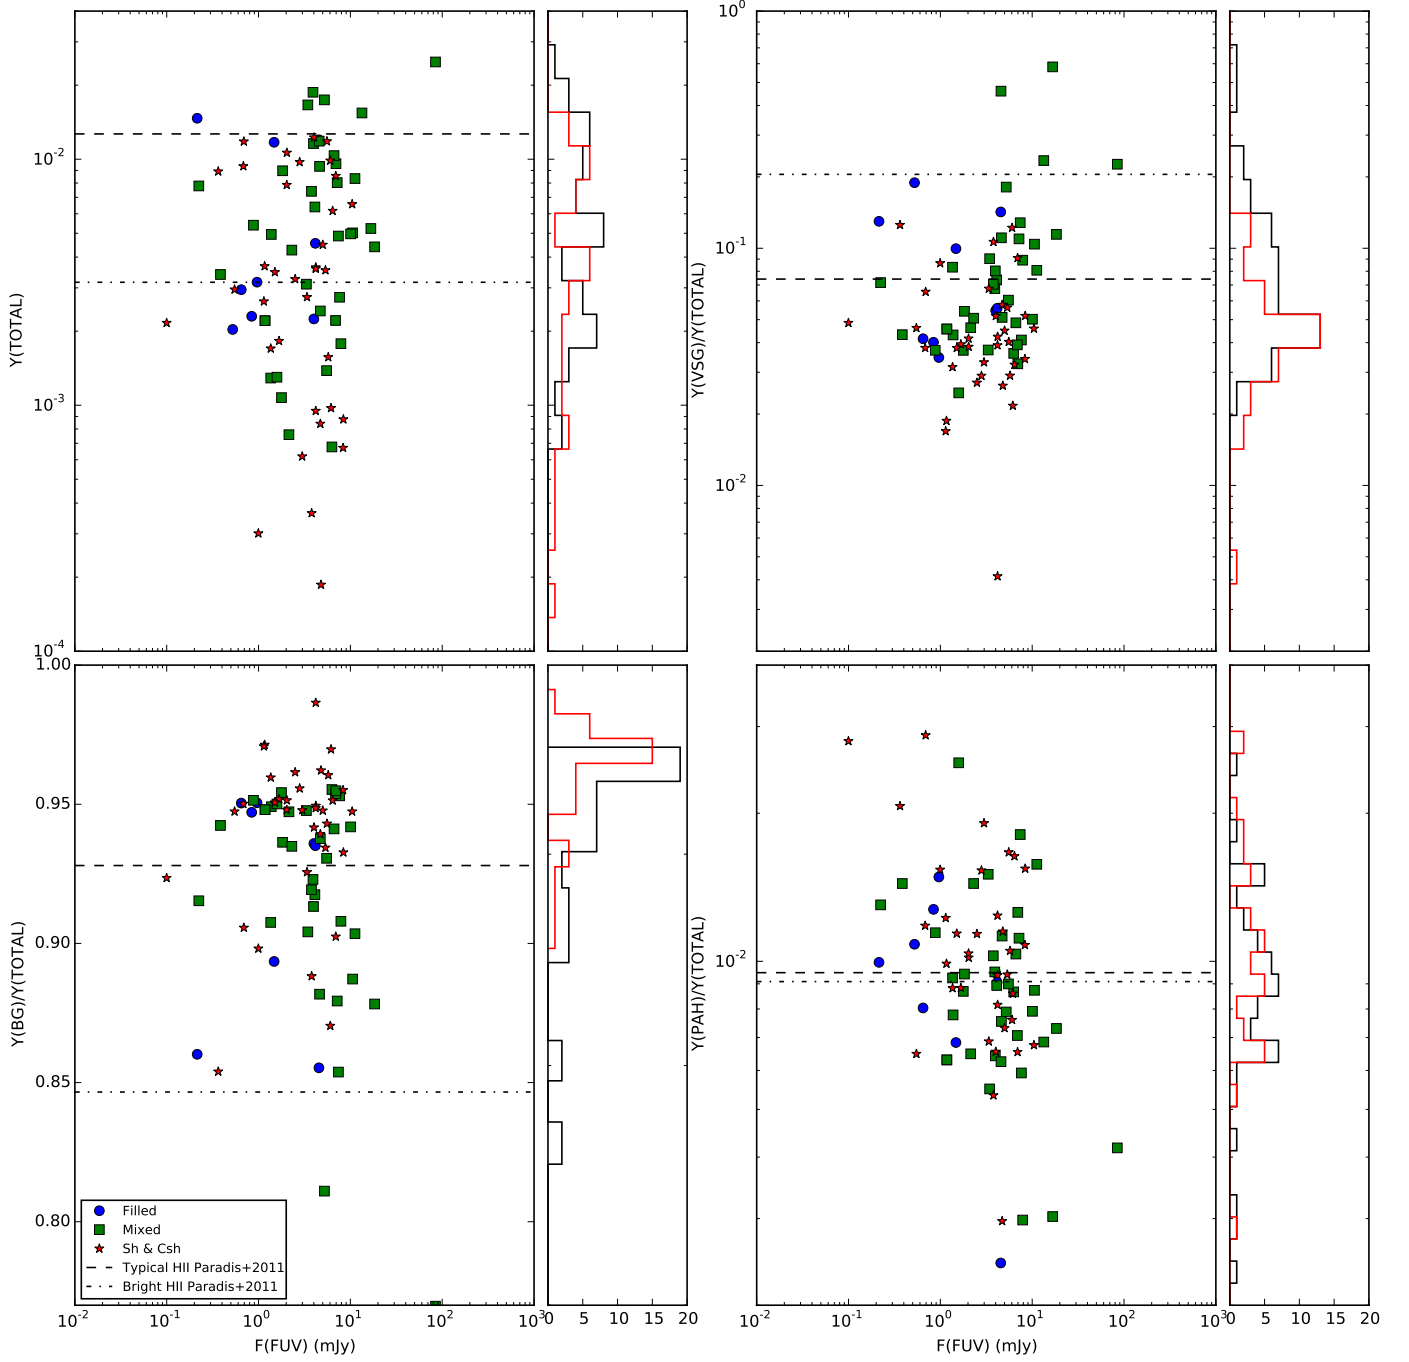 10^0
10^-2
10^-1
10^-3
10^-2
10^-4
Y(TOTAL)
Y(VSG)/Y(TOTAL)
1.00
0.95
0.90
0.85
0.80
10^-2
Y(BG)/Y(TOTAL)
Y(PAH)/Y(TOTAL)
Filled
Mixed
Sh & Csh
Typical HII Paradis+2011
Bright HII Paradis+2011
10^-2 10^-1 10^0 10^1 10^2 10^3 0 5 10 15 20 10^-2 10^-1 10^0 10^1 10^2 10^3 0 5 10 15 20
F(FUV) (mJy) F(FUV) (mJy)